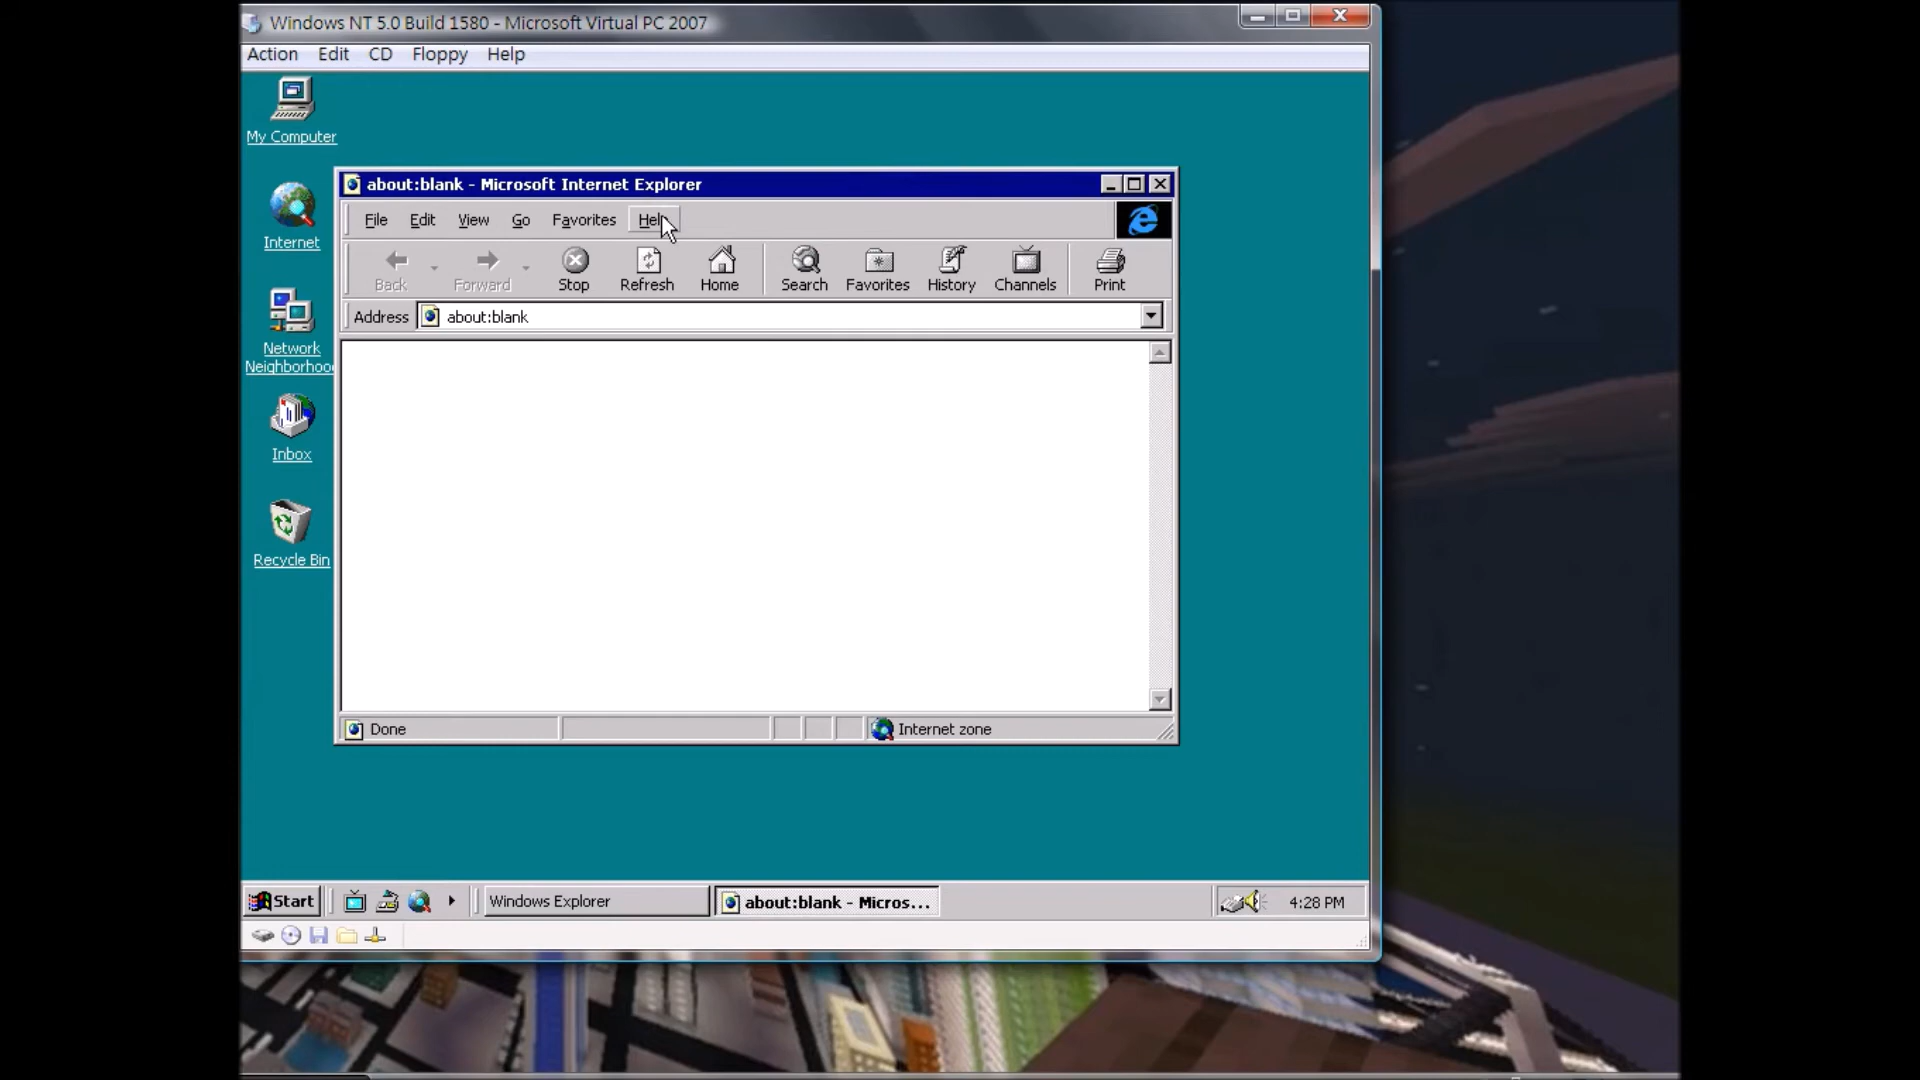 Windows NT 5.0 Build 1580 - Microsoft Virtual PC 2007
Action Edit CD Floppy Help
My Computer
Internet
Network
Neighborhoo
Inbox
Recycle Bin
about:blank - Microsoft Internet Explorer
File Edit View Go Favorites Help
Back Forward Stop Refresh Home Search Favorites History Channels Print
Address about:blank
Done Internet zone
Start Windows Explorer about:blank - Micros... 4:28 PM